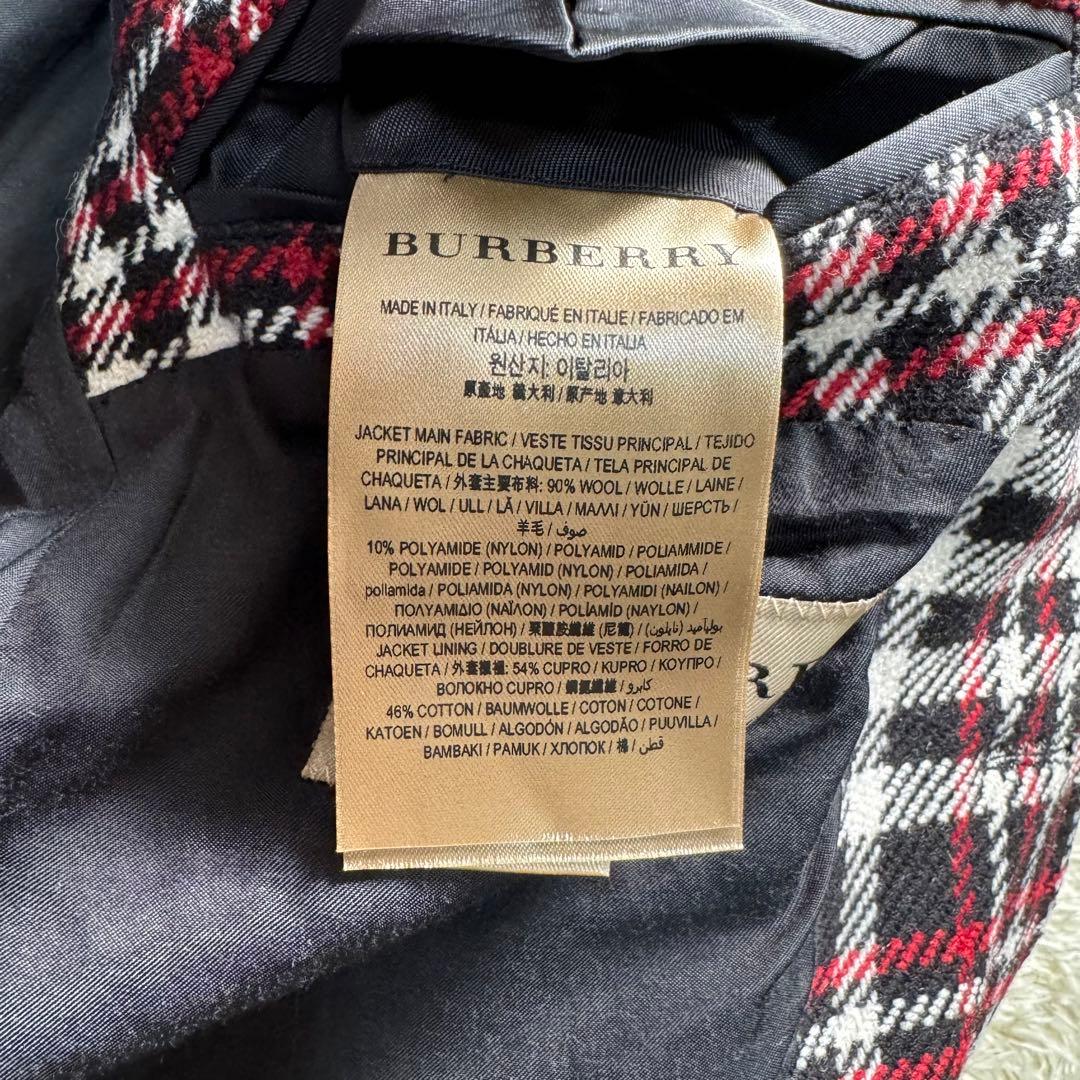 BURBERRY
MADE IN ITALY / FABRIQUÉ EN ITALIE / FABRICADO EM
ITÁLIA / HECHO EN ITALIA
원산지: 이탈리아
原產地 義大利 / 原产地 意大利
JACKET MAIN FABRIC / VESTE TISSU PRINCIPAL / TEJIDO
PRINCIPAL DE LA CHAQUETA / TELA PRINCIPAL DE
CHAQUETA / 外套主要布料: 90% WOOL / WOLLE / LAINE /
LANA / WOL / ULL / LÃ / VILLA / ΜΑΛΛΙ / YÜN / ШЕРСТЬ /
羊毛 / صوف /
10% POLYAMIDE (NYLON) / POLYAMID / POLIAMMIDE /
POLYAMIDE / POLYAMID (NYLON) / POLIAMIDA /
poliamida / POLIAMIDA (NYLON) / POLYAMIDI (NAILON) /
ΠΟΛΥΑΜΙΔΙΟ (ΝΑΪΛΟΝ) / POLÍAMÍD (NAYLON) /
ПОЛИАМИД (НЕЙЛОН) / 聚醯胺纖維 (尼龍) / بوليآميد (نايلون) /
JACKET LINING / DOUBLURE DE VESTE / FORRO DE
CHAQUETA / 外套襯裡: 54% CUPRO / KUPRO / ΚΟΥΠΡΟ /
ВОЛОКНО CUPRO / 銅氨纖維 / كابرو /
46% COTTON / BAUMWOLLE / COTON / COTONE /
KATOEN / BOMULL / ALGODÓN / ALGODÃO / PUUVILLA /
BAMBAKI / PAMUK / ХЛОПОК / 棉 / قطن /